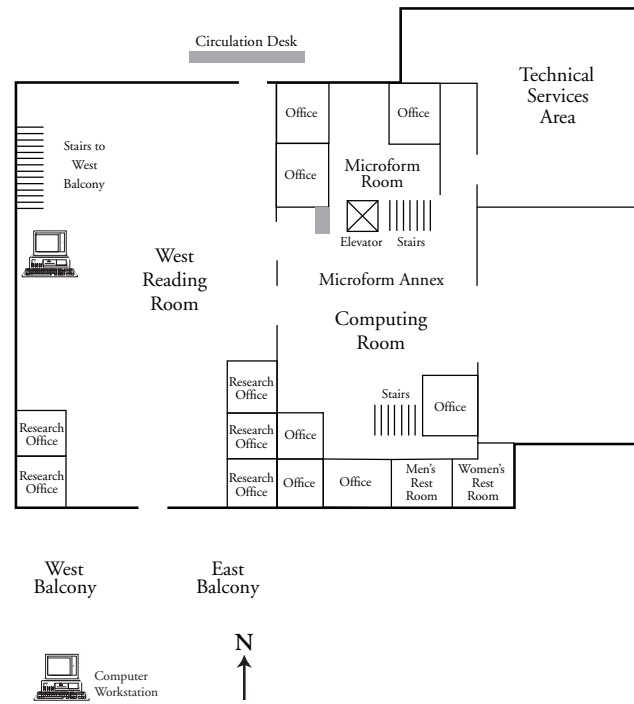 Circulation Desk
Technical
Services
Area
Office
Office
Stairs to
West
Balcony
Microform
Room
Office
Elevator
Stairs
West
Reading
Room
Microform Annex
Computing
Room
Research
Office
Stairs
Office
Research
Office
Research
Office
Office
Research
Office
Research
Office
Office
Office
Men's
Rest
Room
Women's
Rest
Room
West
Balcony
East
Balcony
N
Computer
Workstation